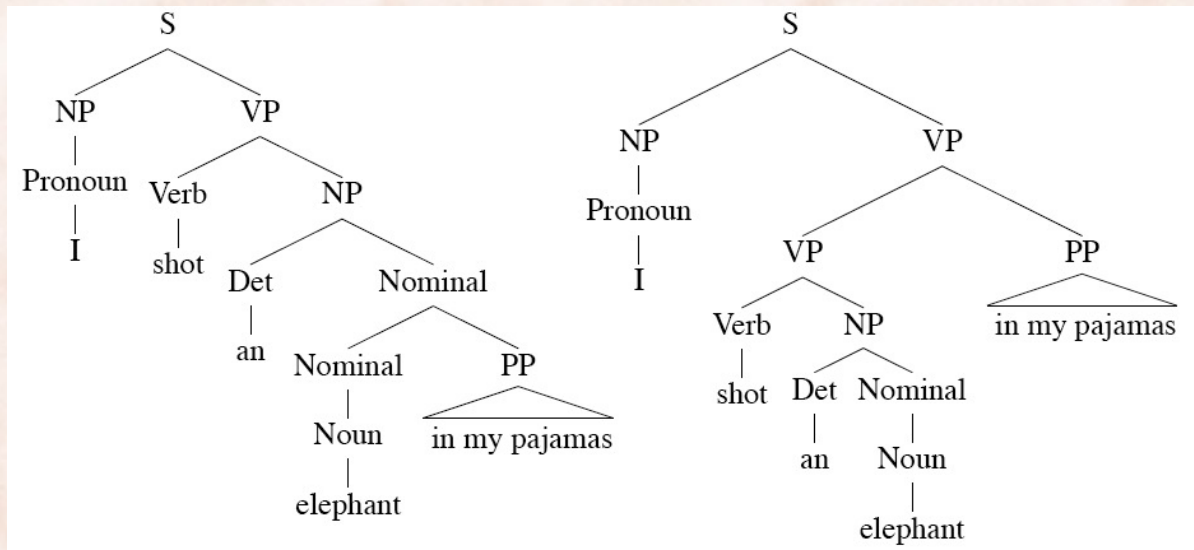 S
NP VP
Pronoun Verb NP
I shot Det Nominal
an Nominal PP
Noun in my pajamas
elephant
S
NP VP
Pronoun VP PP
I Verb NP in my pajamas
shot Det Nominal
an Noun
elephant